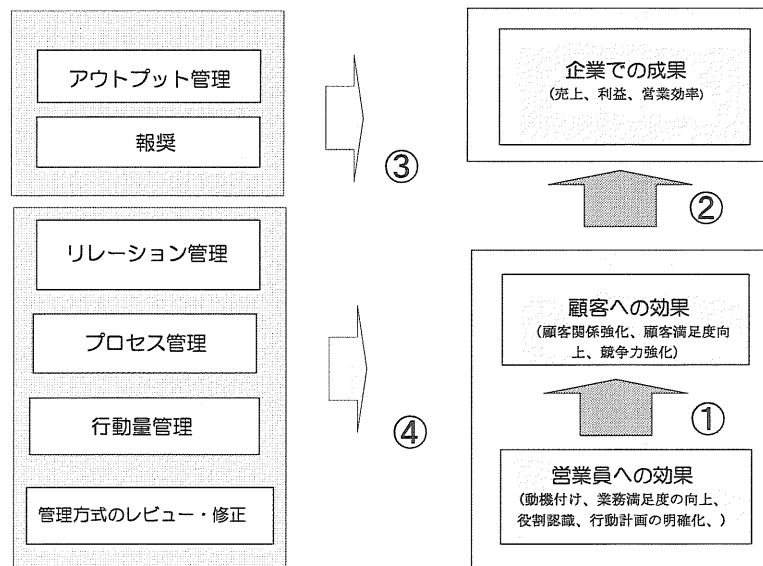 アウトプット管理
報奨
③
企業での成果
(売上、利益、営業効率)
②
リレーション管理
プロセス管理
行動量管理
管理方式のレビュー・修正
④
顧客への効果
(顧客関係強化、顧客満足度向
上、競争力強化)
①
営業員への効果
(動機付け、業務満足度の向上、
役割認識、行動計画の明確化、)